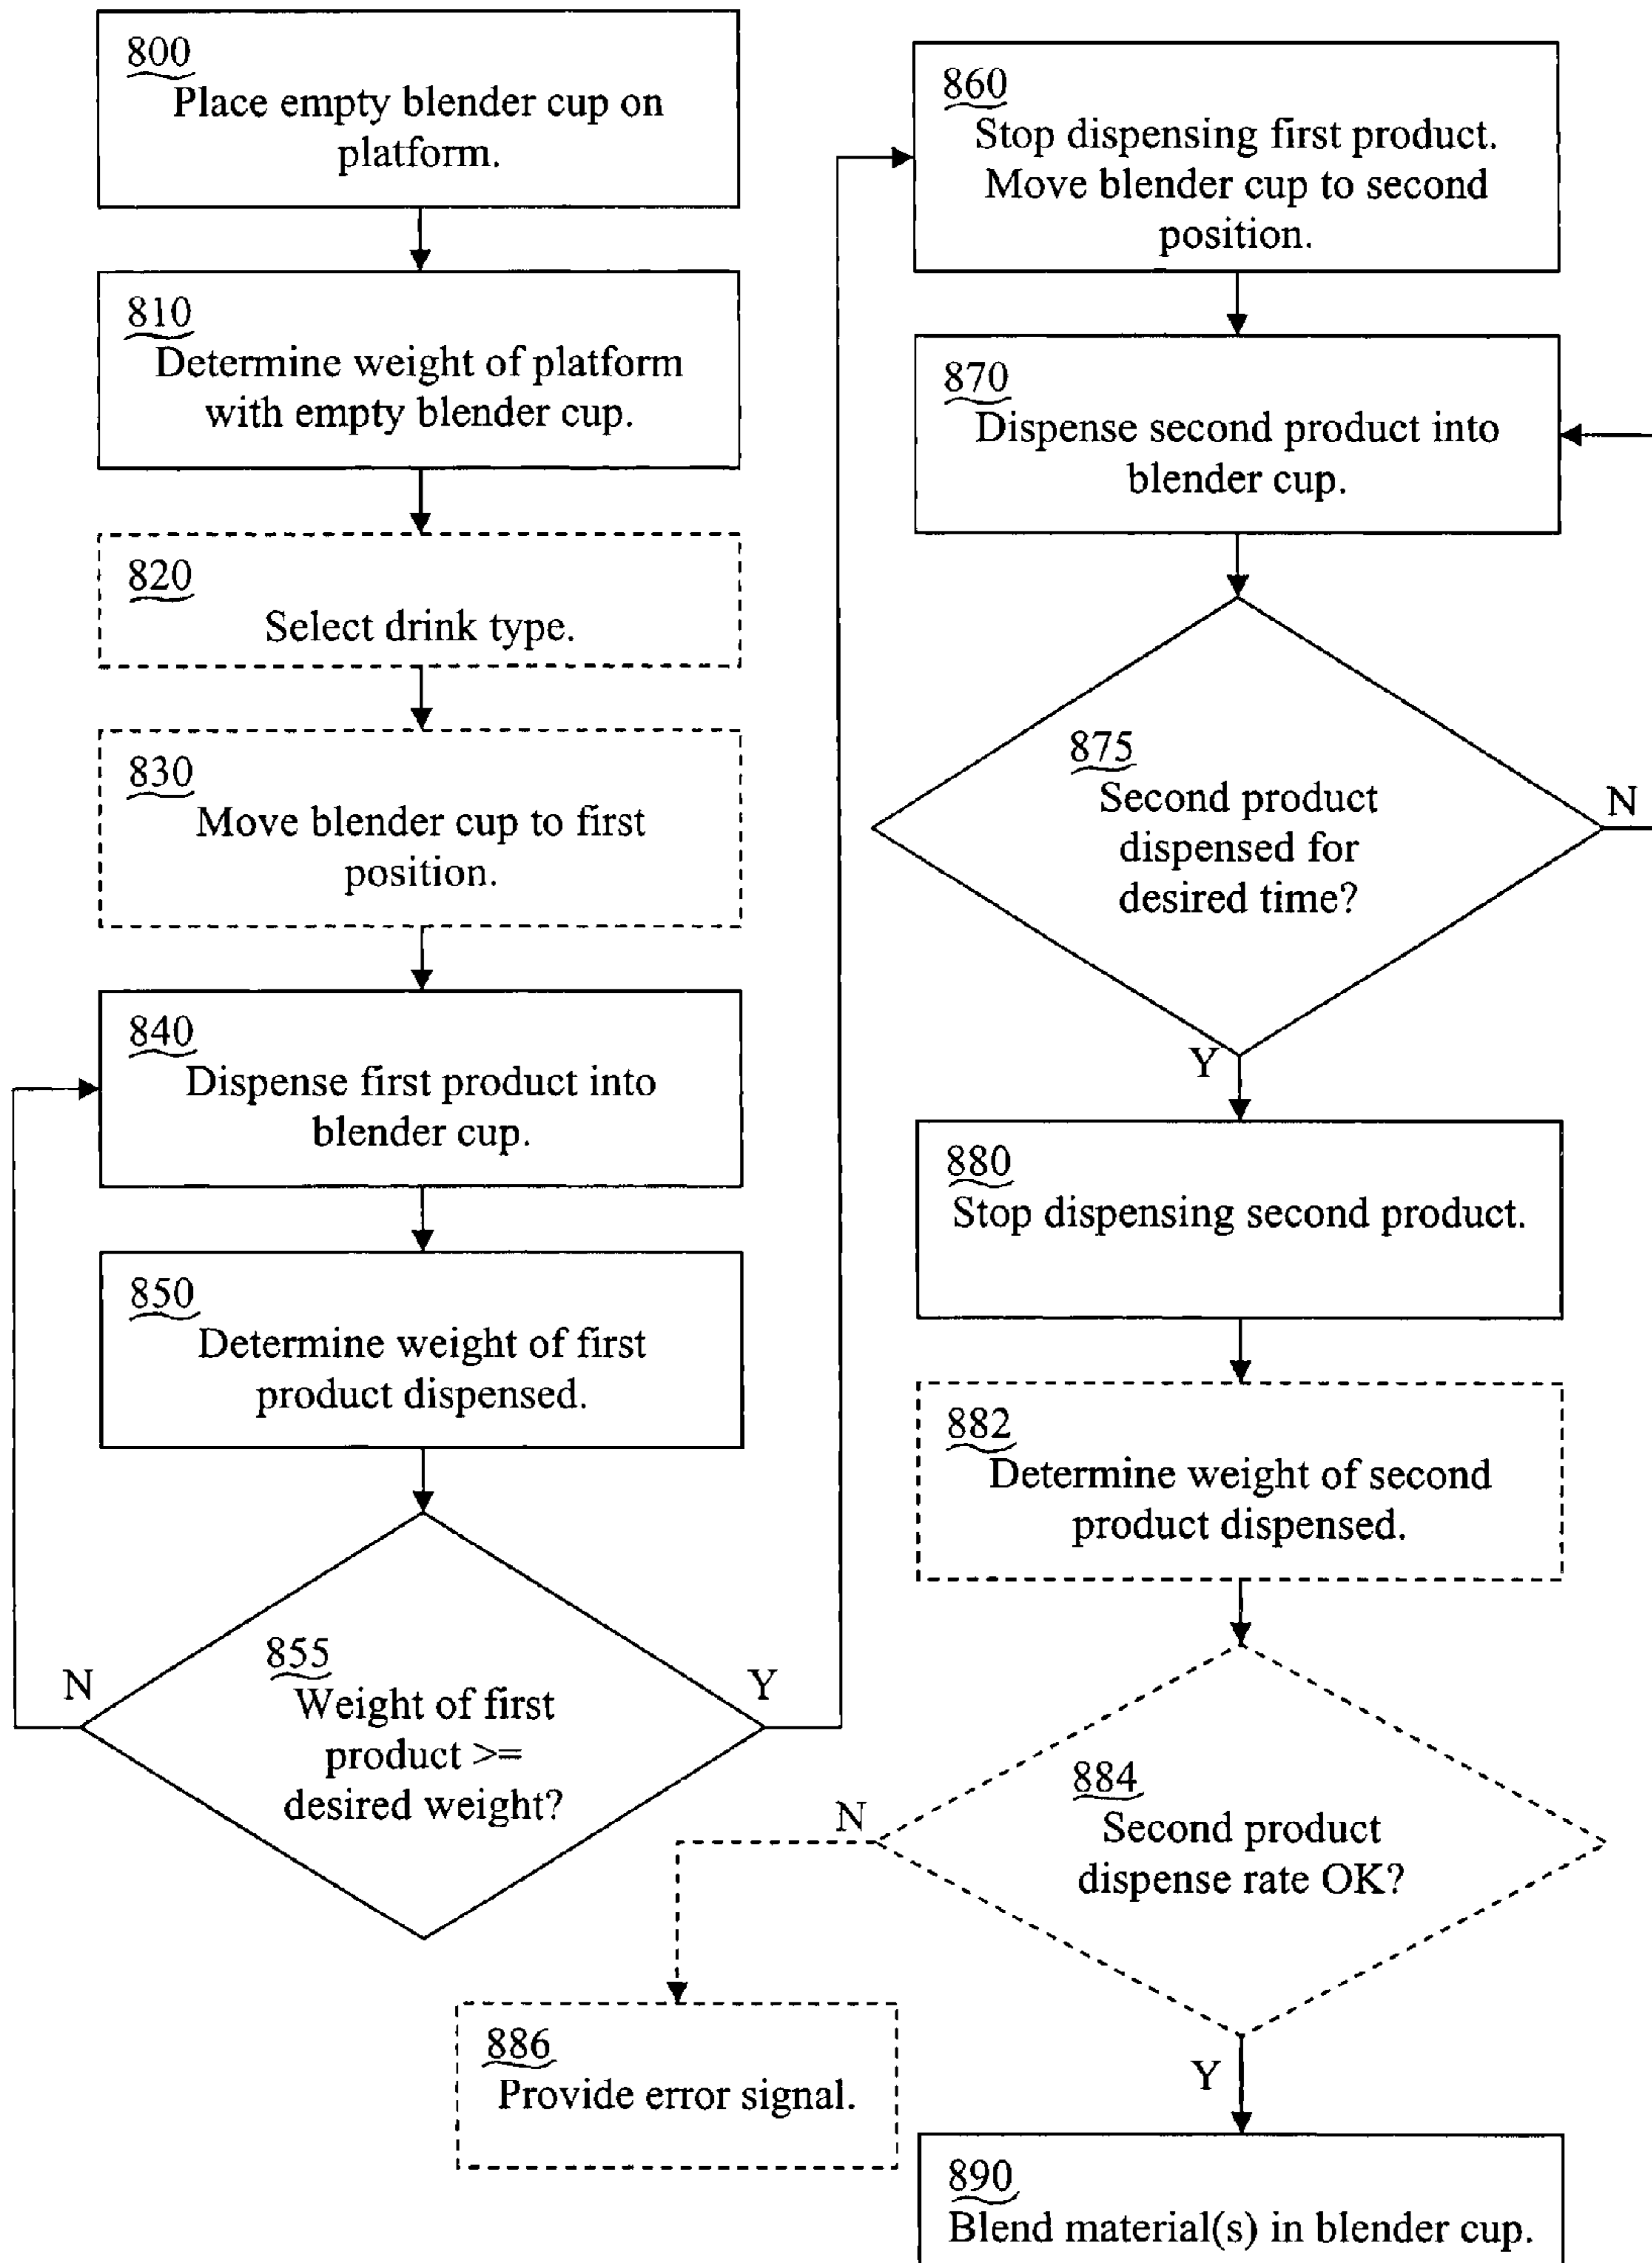 800
Place empty blender cup on
platform.
810
Determine weight of platform
with empty blender cup.
820
Select drink type.
830
Move blender cup to first
position.
840
Dispense first product into
blender cup.
850
Determine weight of first
product dispensed.
855
Weight of first
product >=
desired weight?
N
Y
860
Stop dispensing first product.
Move blender cup to second
position.
870
Dispense second product into
blender cup.
875
Second product
dispensed for
desired time?
N
Y
880
Stop dispensing second product.
882
Determine weight of second
product dispensed.
884
Second product
dispense rate OK?
N
Y
886
Provide error signal.
890
Blend material(s) in blender cup.